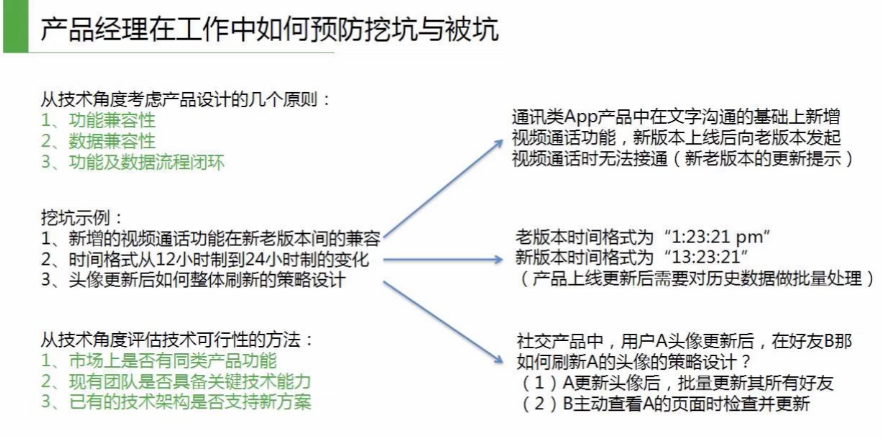 产品经理在工作中如何预防挖坑与被坑
从技术角度考虑产品设计的几个原则：
1、功能兼容性
2、数据兼容性
3、功能及数据流程闭环
挖坑示例：
1、新增的视频通话功能在新老版本间的兼容
2、时间格式从12小时制到24小时制的变化
3、头像更新后如何整体刷新的策略设计
从技术角度评估技术可行性的方法：
1、市场上是否有同类产品功能
2、现有团队是否具备关键技术能力
3、已有的技术架构是否支持新方案
通讯类App产品中在文字沟通的基础上新增
视频通话功能，新版本上线后向老版本发起
视频通话时无法接通（新老版本的更新提示）
老版本时间格式为“1:23:21 pm”
新版本时间格式为“13:23:21”
（产品上线更新后需要对历史数据做批量处理）
社交产品中，用户A头像更新后，在好友B那
如何刷新A的头像的策略设计？
（1）A更新头像后，批量更新其所有好友
（2）B主动查看A的页面时检查并更新